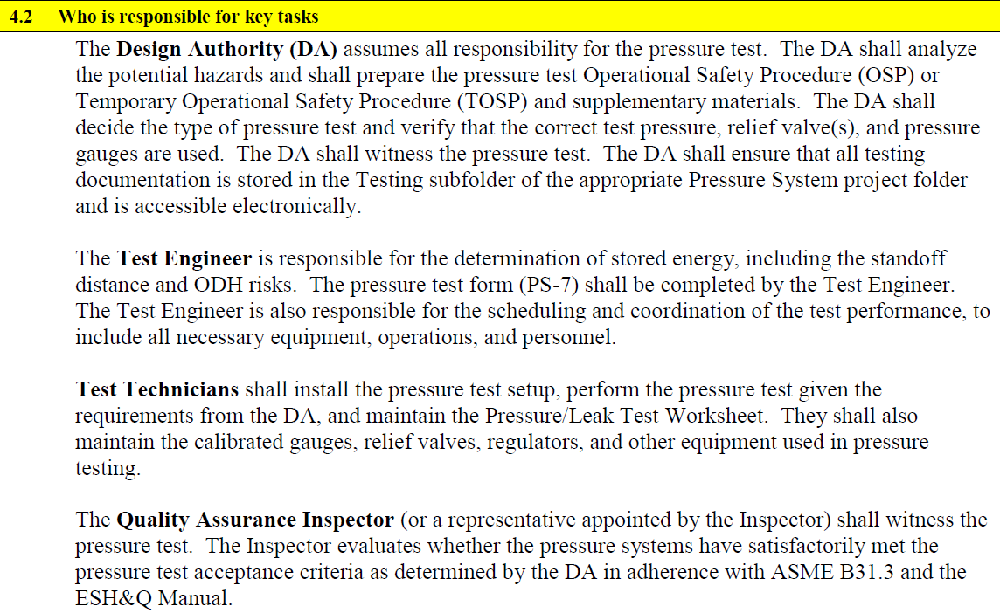 4.2 Who is responsible for key tasks
The Design Authority (DA) assumes all responsibility for the pressure test. The DA shall analyze
the potential hazards and shall prepare the pressure test Operational Safety Procedure (OSP) or
Temporary Operational Safety Procedure (TOSP) and supplementary materials. The DA shall
decide the type of pressure test and verify that the correct test pressure, relief valve(s), and pressure
gauges are used. The DA shall witness the pressure test. The DA shall ensure that all testing
documentation is stored in the Testing subfolder of the appropriate Pressure System project folder
and is accessible electronically.
The Test Engineer is responsible for the determination of stored energy, including the standoff
distance and ODH risks. The pressure test form (PS-7) shall be completed by the Test Engineer.
The Test Engineer is also responsible for the scheduling and coordination of the test performance, to
include all necessary equipment, operations, and personnel.
Test Technicians shall install the pressure test setup, perform the pressure test given the
requirements from the DA, and maintain the Pressure/Leak Test Worksheet. They shall also
maintain the calibrated gauges, relief valves, regulators, and other equipment used in pressure
testing.
The Quality Assurance Inspector (or a representative appointed by the Inspector) shall witness the
pressure test. The Inspector evaluates whether the pressure systems have satisfactorily met the
pressure test acceptance criteria as determined by the DA in adherence with ASME B31.3 and the
ESH&Q Manual.